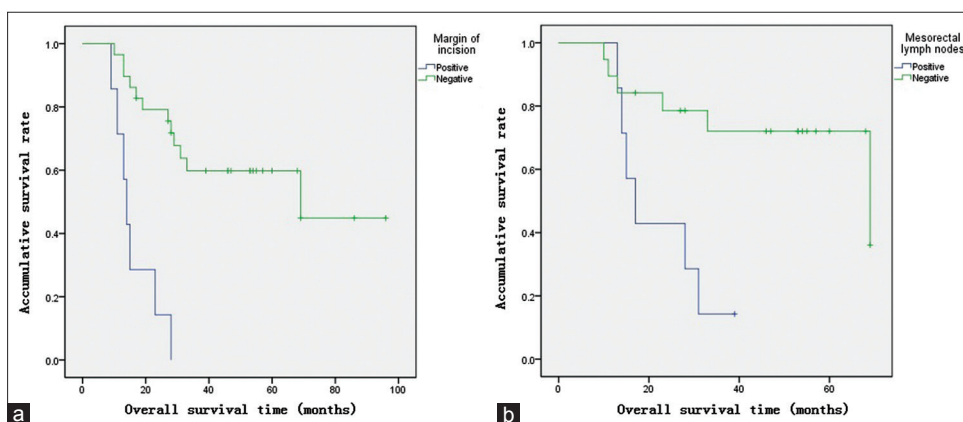 Margin of
incision
Positive
Negative
Accumulative survival rate
1.0
0.8
0.6
0.4
0.2
0.0
0 20 40 60 80 100
Overall survival time (months)
a
Mesorectal
lymph nodes
Positive
Negative
Accumulative survival rate
1.0
0.8
0.6
0.4
0.2
0.0
0 20 40 60
Overall survival time (months)
b